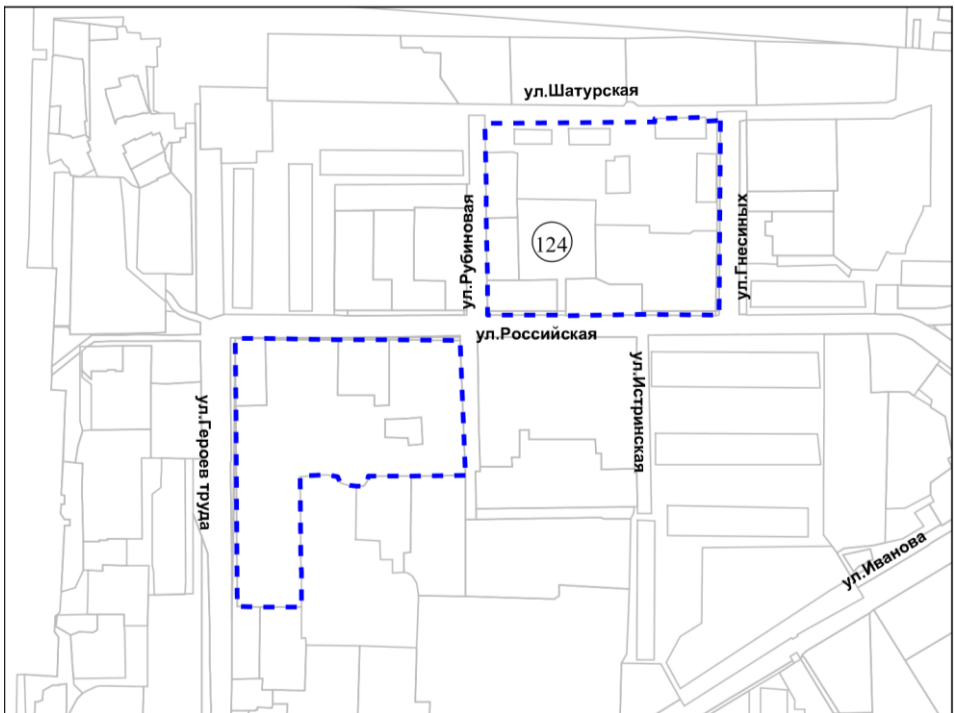 ул.Шатурская
ул.Рубиновая
124
ул.Гнесиных
ул.Российская
ул.Истринская
ул.Героев труда
ул.Иванова